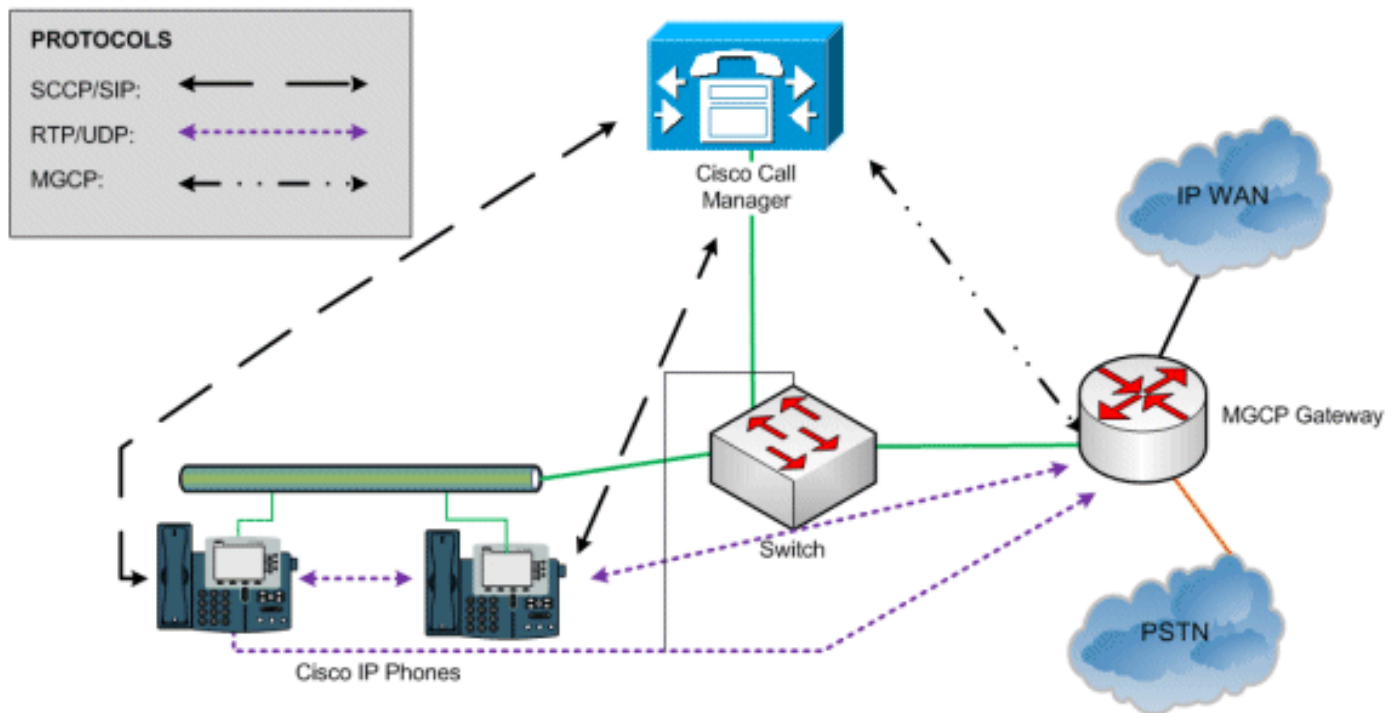 PROTOCOLS
SCCP/SIP:
RTP/UDP:
MGCP:
Cisco Call
Manager
IP WAN
MGCP Gateway
Switch
PSTN
Cisco IP Phones